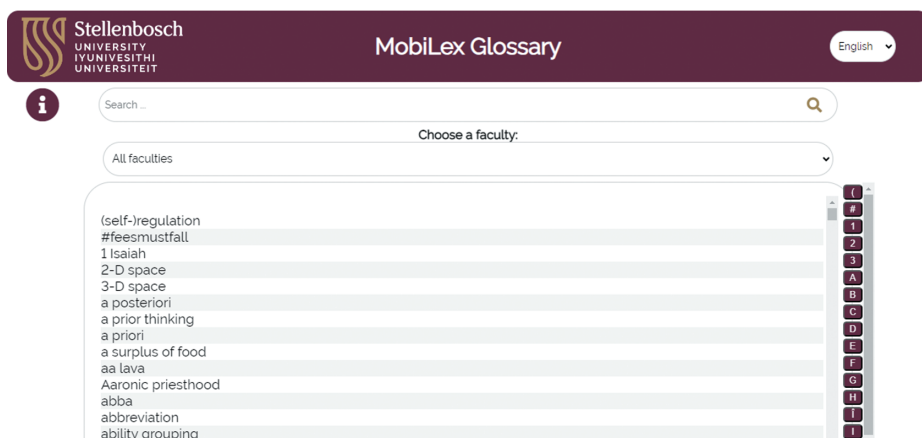 Stellenbosch
UNIVERSITY
IYUNIVESITHI
UNIVERSITEIT
MobiLex Glossary
English
i
Search ...
Choose a faculty:
All faculties
(self-)regulation
#feesmustfall
1 Isaiah
2-D space
3-D space
a posteriori
a prior thinking
a priori
a surplus of food
aa lava
Aaronic priesthood
abba
abbreviation
ability grouping
(
#
1
2
3
A
B
C
D
E
F
G
H
Î
I